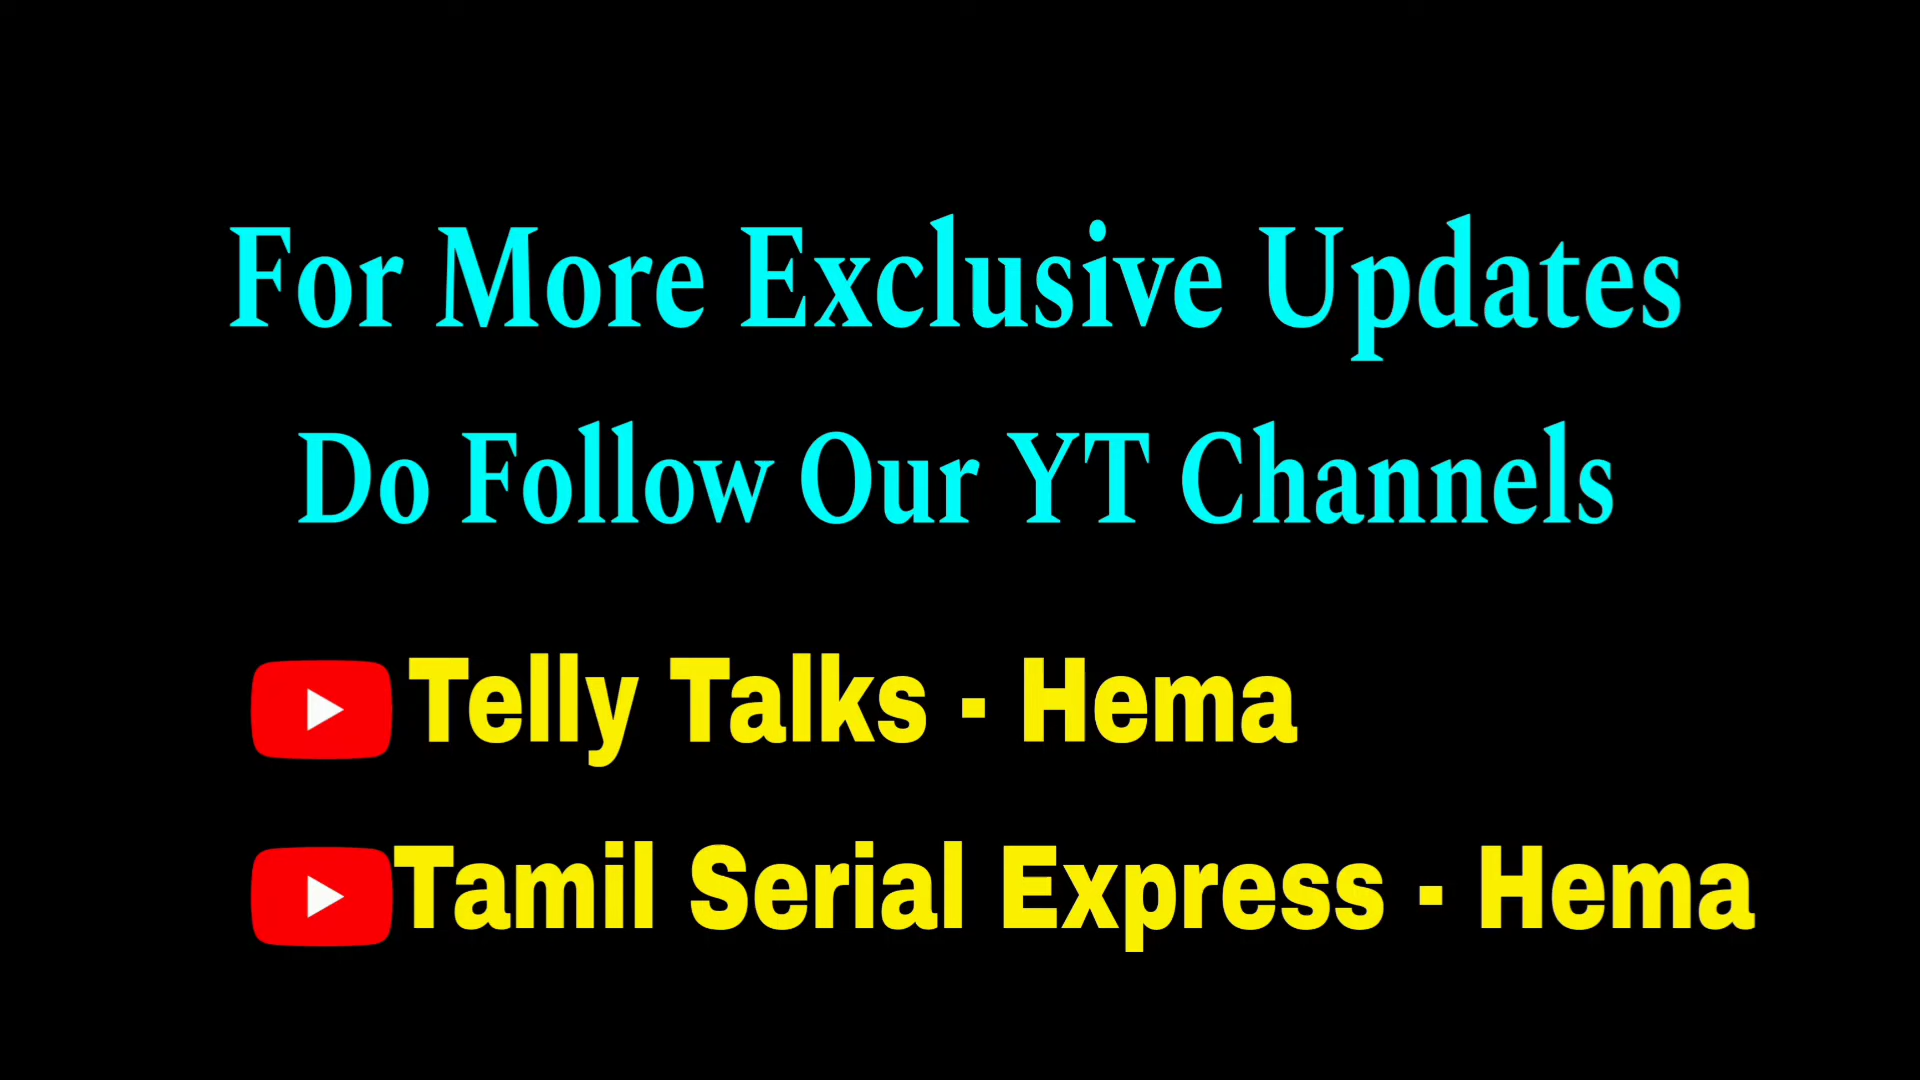 For More Exclusive Updates
Do Follow Our YT Channels
Telly Talks - Hema
Tamil Serial Express - Hema